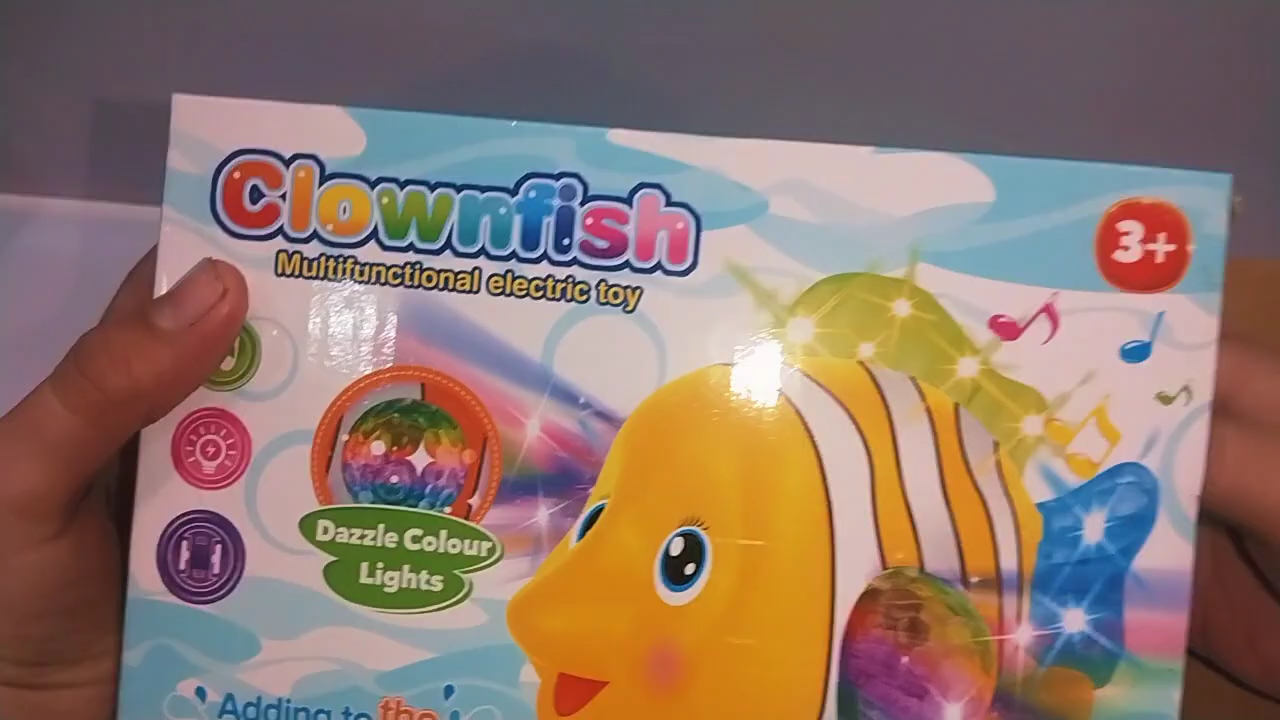 Clownfish
Multifunctional electric toy
3+
Dazzle Colour
Lights
Adding to the